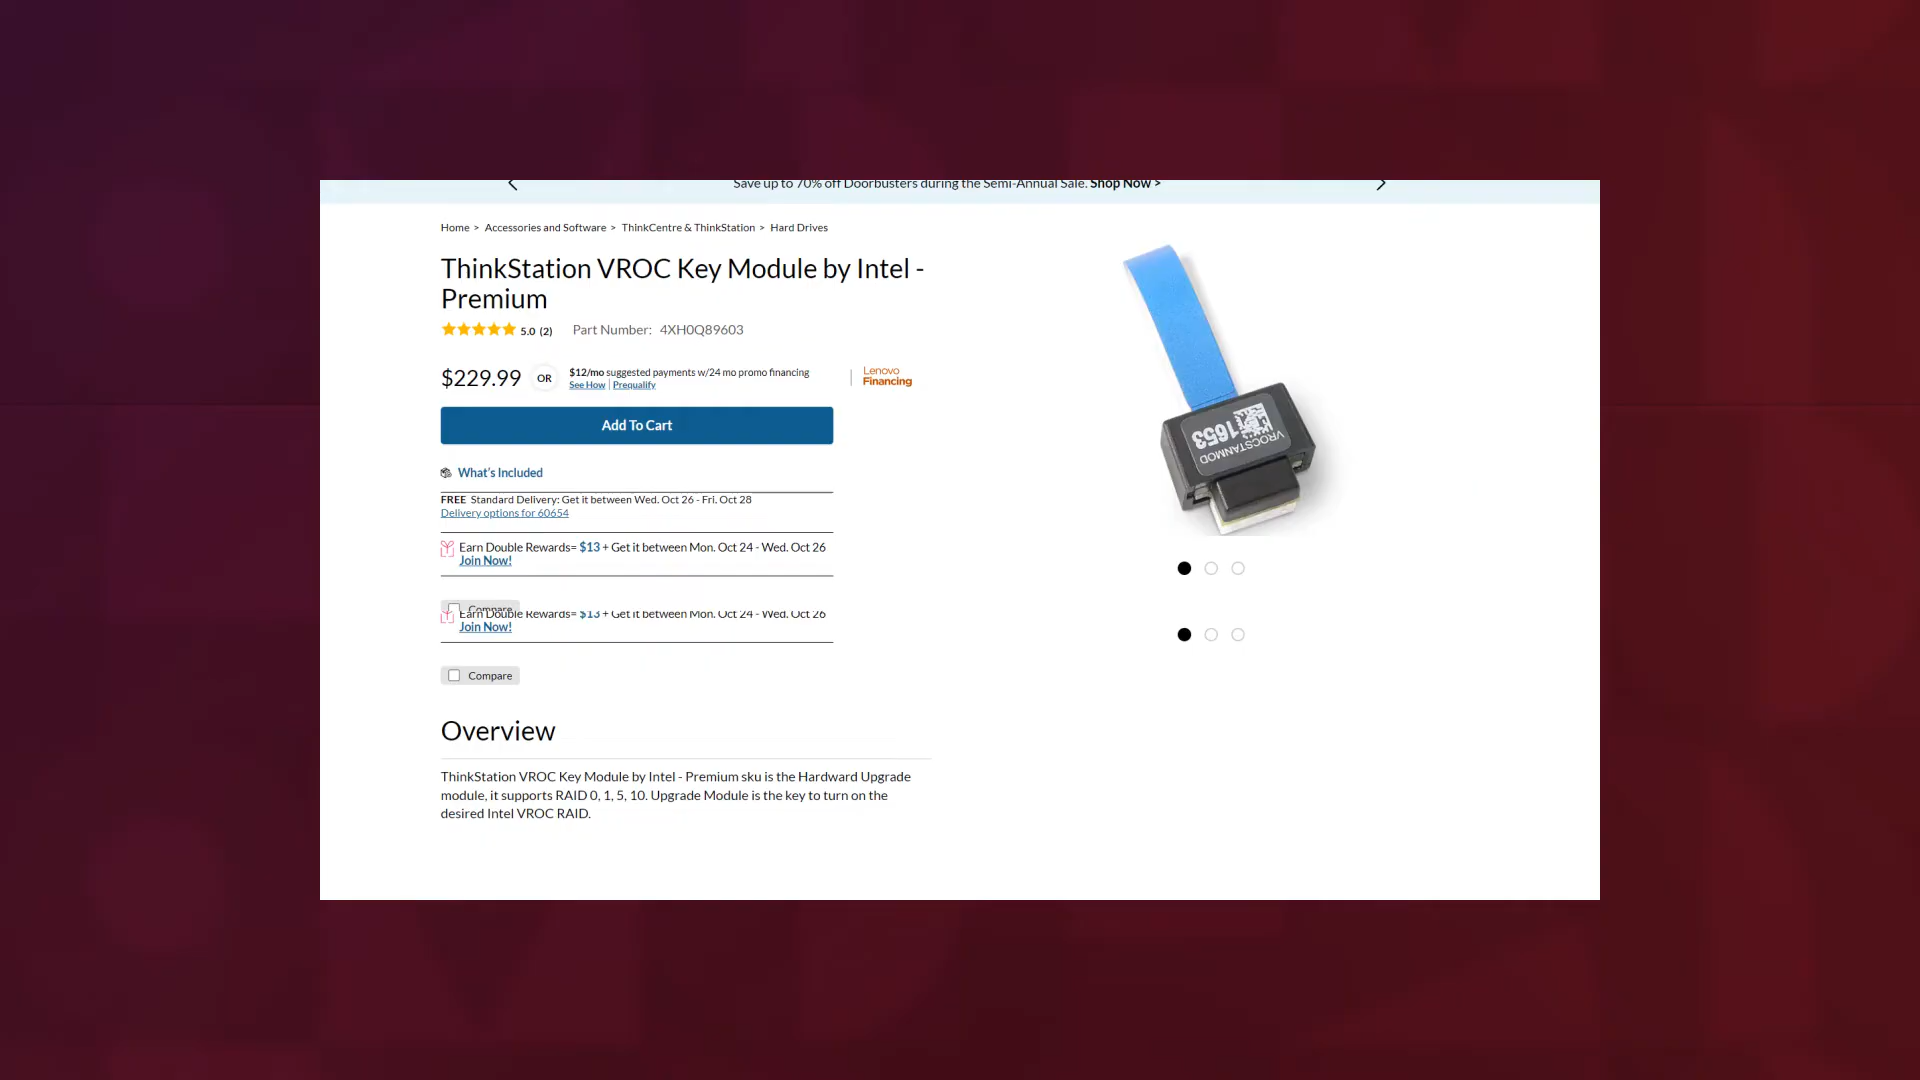 Save up to 70% off Doorbusters during the Semi-Annual Sale. Shop Now >
Home > Accessories and Software > ThinkCentre & ThinkStation > Hard Drives
ThinkStation VROC Key Module by Intel -
Premium
5.0 (2) Part Number: 4XH0Q89603
$229.99 OR $12/mo suggested payments w/24 mo promo financing
See How | Prequalify
Lenovo
Financing
Add To Cart
What's Included
FREE Standard Delivery: Get it between Wed. Oct 26 - Fri. Oct 28
Delivery options for 60654
Earn Double Rewards= $13 + Get it between Mon. Oct 24 - Wed. Oct 26
Join Now!
Compare
Earn Double Rewards= $13 + Get it between Mon. Oct 24 - Wed. Oct 26
Join Now!
Compare
Overview
ThinkStation VROC Key Module by Intel - Premium sku is the Hardward Upgrade
module, it supports RAID 0, 1, 5, 10. Upgrade Module is the key to turn on the
desired Intel VROC RAID.
VROCSTANMOD
1653